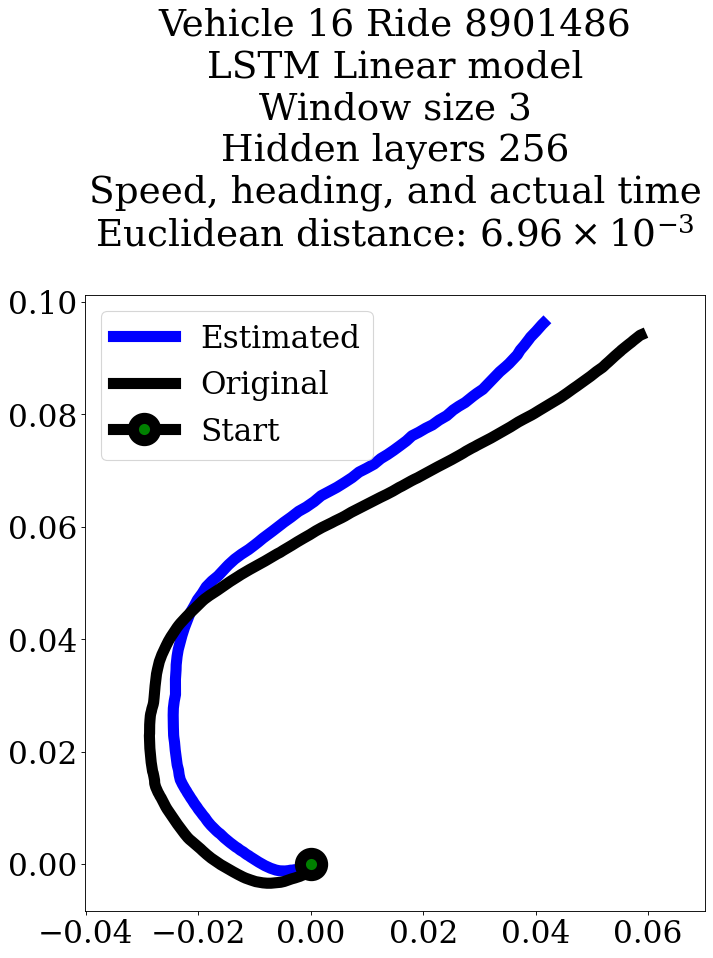 Vehicle 16 Ride 8901486
LSTM Linear model
Window size 3
Hidden layers 256
Speed, heading, and actual time
Euclidean distance: 6.96 × 10⁻³
0.10
Estimated
Original
0.08
Start
0.06
0.04
0.02
0.00
−0.04 −0.02 0.00 0.02 0.04 0.06